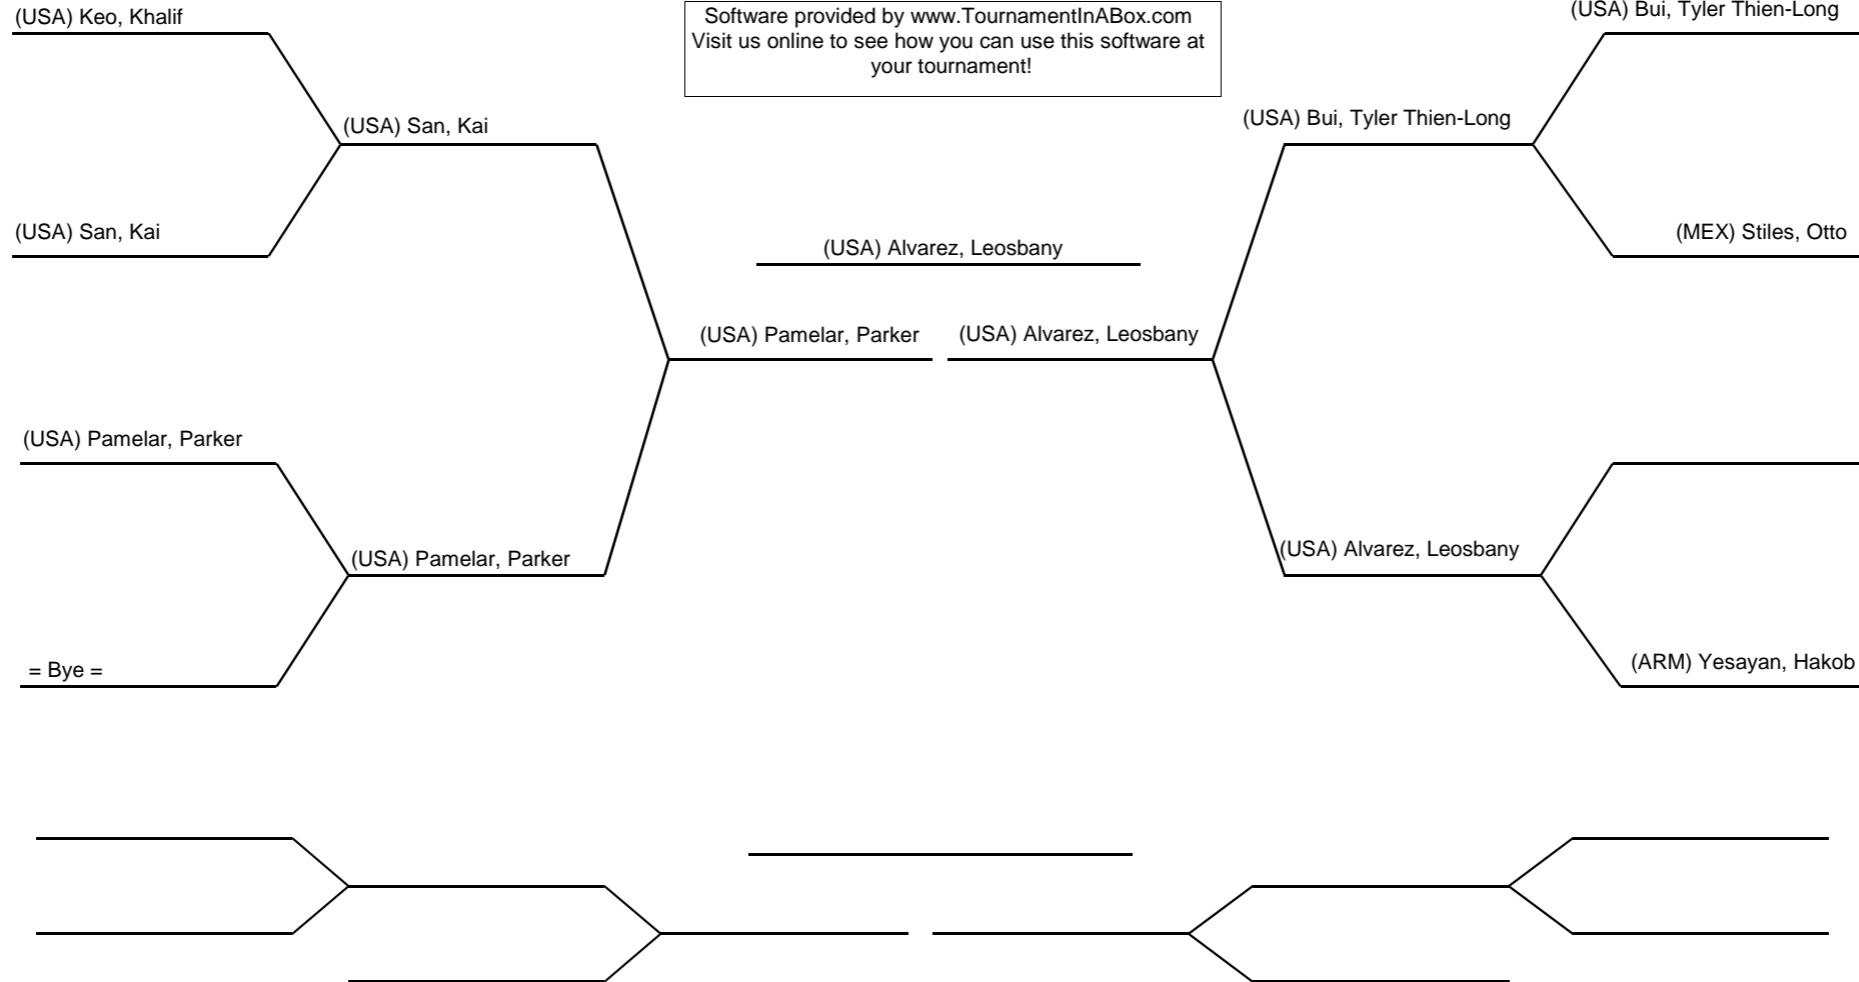 (USA) Keo, Khalif
Software provided by www.TournamentInABox.com
Visit us online to see how you can use this software at
your tournament!
(USA) Bui, Tyler Thien-Long
(USA) San, Kai
(USA) Bui, Tyler Thien-Long
(USA) San, Kai
(USA) Alvarez, Leosbany
(MEX) Stiles, Otto
(USA) Pamelar, Parker
(USA) Alvarez, Leosbany
(USA) Pamelar, Parker
(USA) Pamelar, Parker
(USA) Alvarez, Leosbany
= Bye =
(ARM) Yesayan, Hakob